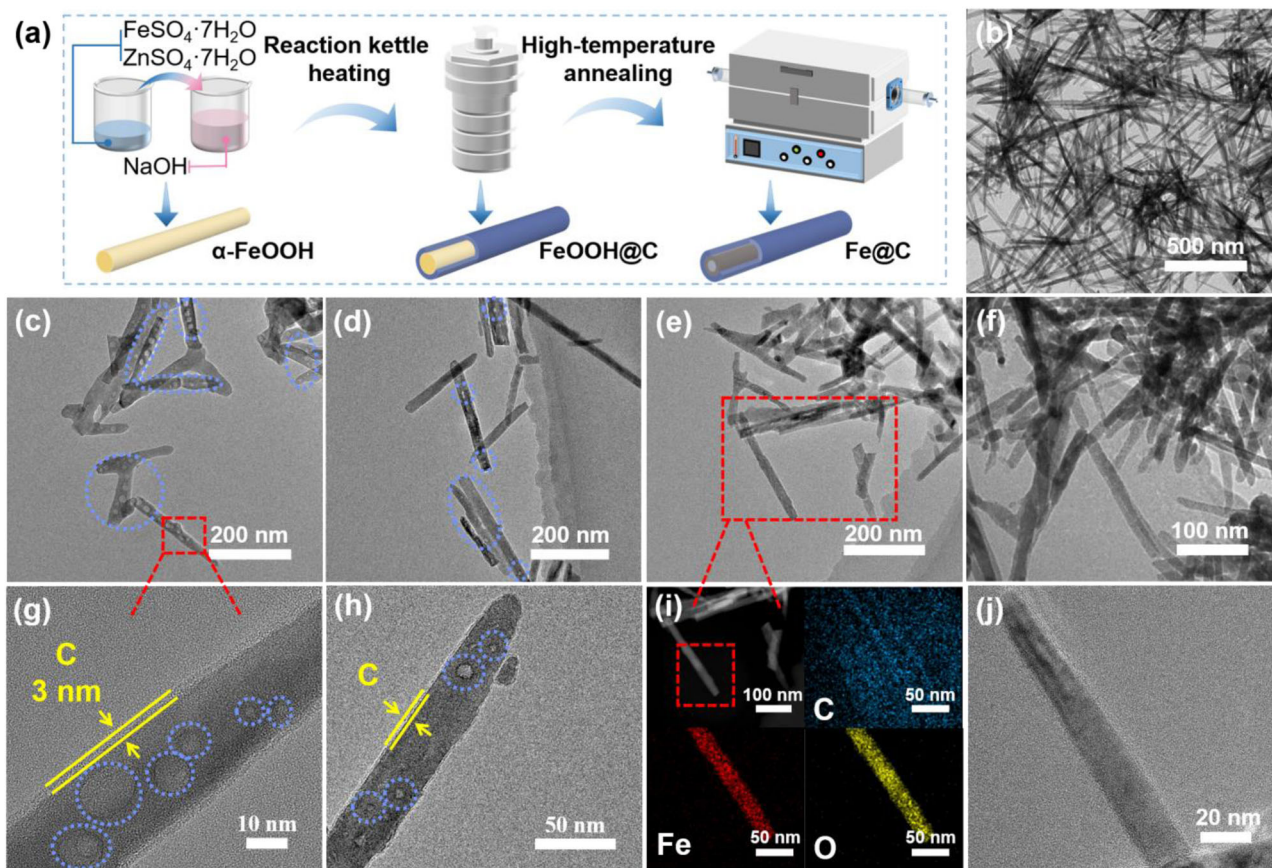 (a)
FeSO₄·7H₂O
ZnSO₄·7H₂O
NaOH
Reaction kettle
heating
High-temperature
annealing
α-FeOOH
FeOOH@C
Fe@C
(b)
500 nm
(c)
200 nm
(d)
200 nm
(e)
200 nm
(f)
100 nm
(g)
C
3 nm
10 nm
(h)
C
50 nm
(i)
100 nm
C
50 nm
Fe
50 nm
O
50 nm
(j)
20 nm